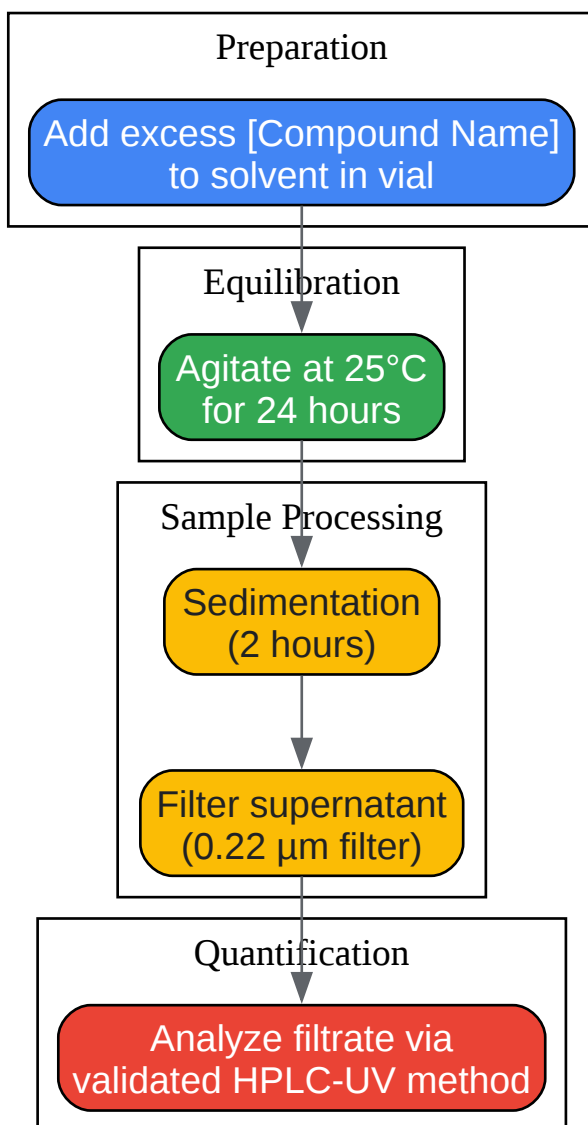 Preparation
Add excess [Compound Name]
to solvent in vial
Equilibration
Agitate at 25°C
for 24 hours
Sample Processing
Sedimentation
(2 hours)
Filter supernatant
(0.22 µm filter)
Quantification
Analyze filtrate via
validated HPLC-UV method